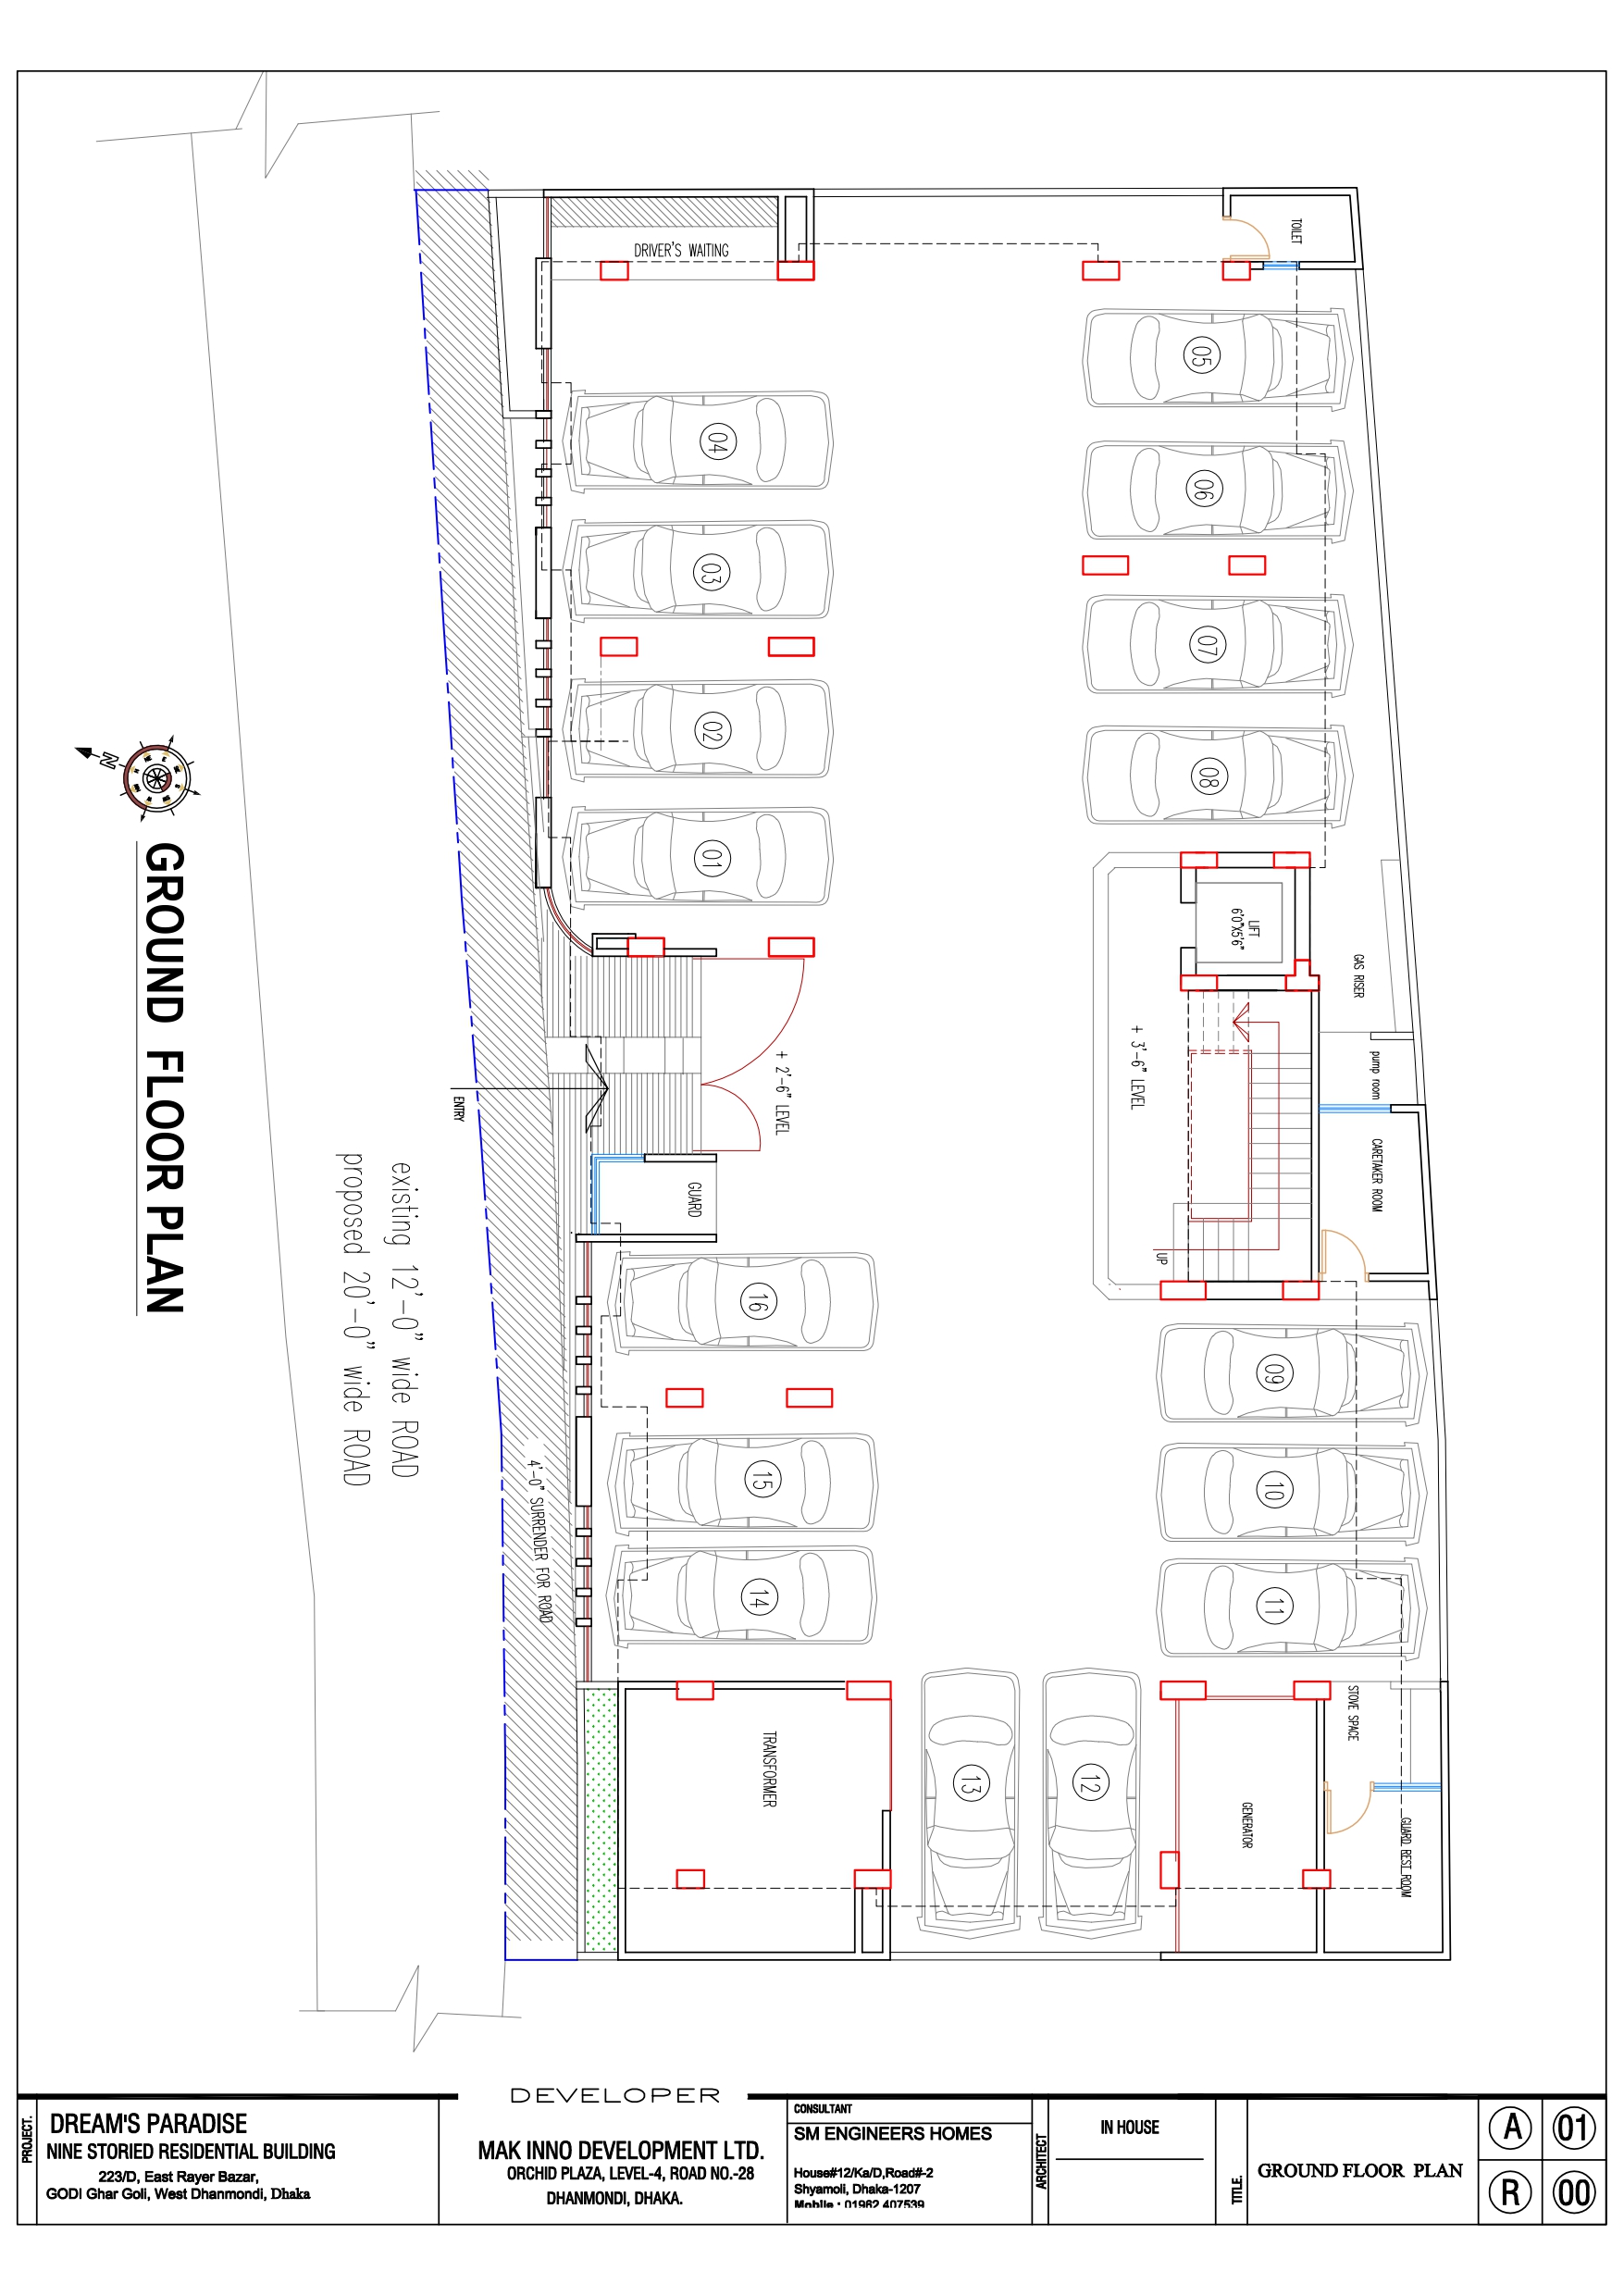 TOILET
DRIVER'S WAITING
05
04
06
03
07
02
08
01
LIFT
6'0"X5'6"
GAS RISER
+ 3'-6" LEVEL
+ 2'-6" LEVEL
pump room
ENTRY
CARETAKER ROOM
GUARD
UP
N
GROUND FLOOR PLAN
existing 12'-0" wide ROAD
proposed 20'-0" wide ROAD
16
09
15
10
4'-0" SURRENDER FOR ROAD
14
11
STOVE SPACE
TRANSFORMER
13
12
GENERATOR
GUARD REST ROOM
PROJECT.
DREAM'S PARADISE
NINE STORIED RESIDENTIAL BUILDING
223/D, East Rayer Bazar,
GODI Ghar Goli, West Dhanmondi, Dhaka
DEVELOPER
MAK INNO DEVELOPMENT LTD.
ORCHID PLAZA, LEVEL-4, ROAD NO.-28
DHANMONDI, DHAKA.
CONSULTANT
SM ENGINEERS HOMES
House#12/Ka/D,Road#-2
Shyamoli, Dhaka-1207
Mobile : 01962 407539
ARCHITECT
IN HOUSE
TITLE.
GROUND FLOOR PLAN
A 01
R 00